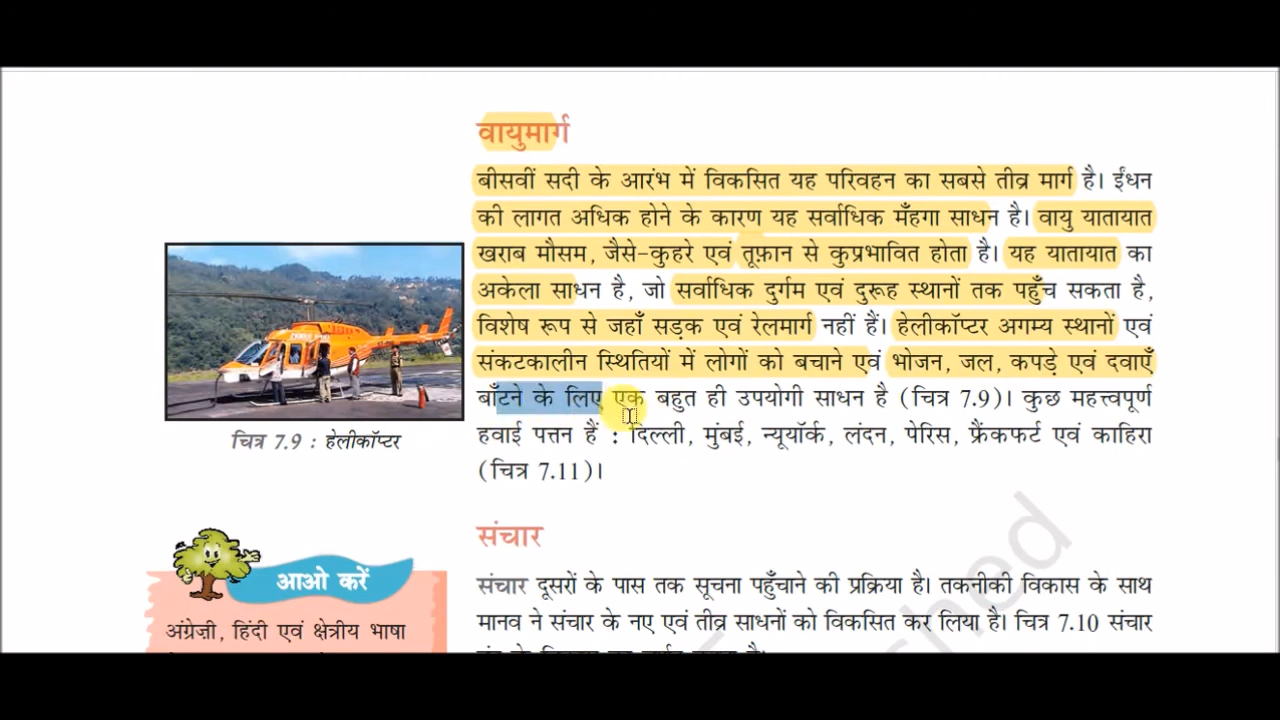 वायुमार्ग
बीसवीं सदी के आरंभ में विकसित यह परिवहन का सबसे तीव्र मार्ग है। ईंधन
की लागत अधिक होने के कारण यह सर्वाधिक मँहगा साधन है। वायु यातायात
खराब मौसम, जैसे-कुहरे एवं तूफ़ान से कुप्रभावित होता है। यह यातायात का
अकेला साधन है, जो सर्वाधिक दुर्गम एवं दुरूह स्थानों तक पहुँच सकता है,
विशेष रूप से जहाँ सड़क एवं रेलमार्ग नहीं हैं। हेलीकॉप्टर अगम्य स्थानों एवं
संकटकालीन स्थितियों में लोगों को बचाने एवं भोजन, जल, कपड़े एवं दवाएँ
बाँटने के लिए एक बहुत ही उपयोगी साधन है (चित्र 7.9)। कुछ महत्त्वपूर्ण
हवाई पत्तन हैं : दिल्ली, मुंबई, न्यूयॉर्क, लंदन, पेरिस, फ्रैंकफर्ट एवं काहिरा
(चित्र 7.11)।
चित्र 7.9 : हेलीकॉप्टर
संचार
संचार दूसरों के पास तक सूचना पहुँचाने की प्रक्रिया है। तकनीकी विकास के साथ
मानव ने संचार के नए एवं तीव्र साधनों को विकसित कर लिया है। चित्र 7.10 संचार
आओ करें
अंग्रेज़ी, हिंदी एवं क्षेत्रीय भाषा